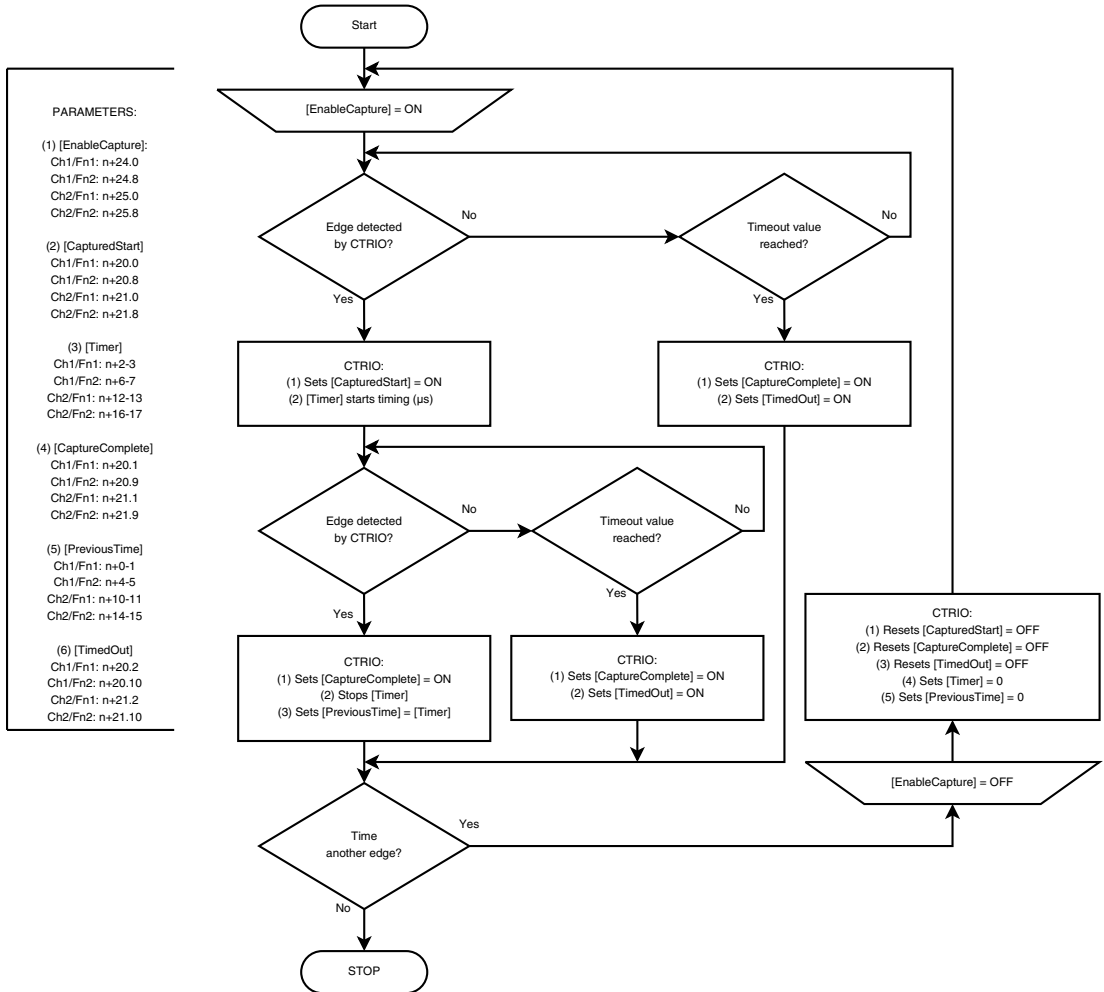 Start
PARAMETERS:
(1) [EnableCapture]:
Ch1/Fn1: n+24.0
Ch1/Fn2: n+24.8
Ch2/Fn1: n+25.0
Ch2/Fn2: n+25.8
(2) [CapturedStart]
Ch1/Fn1: n+20.0
Ch1/Fn2: n+20.8
Ch2/Fn1: n+21.0
Ch2/Fn2: n+21.8
(3) [Timer]
Ch1/Fn1: n+2-3
Ch1/Fn2: n+6-7
Ch2/Fn1: n+12-13
Ch2/Fn2: n+16-17
(4) [CaptureComplete]
Ch1/Fn1: n+20.1
Ch1/Fn2: n+20.9
Ch2/Fn1: n+21.1
Ch2/Fn2: n+21.9
(5) [PreviousTime]
Ch1/Fn1: n+0-1
Ch1/Fn2: n+4-5
Ch2/Fn1: n+10-11
Ch2/Fn2: n+14-15
(6) [TimedOut]
Ch1/Fn1: n+20.2
Ch1/Fn2: n+20.10
Ch2/Fn1: n+21.2
Ch2/Fn2: n+21.10
[EnableCapture] = ON
Edge detected
by CTRIO?
No
Yes
Timeout value
reached?
No
Yes
CTRIO:
(1) Sets [CapturedStart] = ON
(2) [Timer] starts timing (µs)
CTRIO:
(1) Sets [CaptureComplete] = ON
(2) Sets [TimedOut] = ON
Edge detected
by CTRIO?
No
Yes
Timeout value
reached?
No
Yes
CTRIO:
(1) Sets [CaptureComplete] = ON
(2) Stops [Timer]
(3) Sets [PreviousTime] = [Timer]
CTRIO:
(1) Sets [CaptureComplete] = ON
(2) Sets [TimedOut] = ON
CTRIO:
(1) Resets [CapturedStart] = OFF
(2) Resets [CaptureComplete] = OFF
(3) Resets [TimedOut] = OFF
(4) Sets [Timer] = 0
(5) Sets [PreviousTime] = 0
[EnableCapture] = OFF
Time
another edge?
Yes
No
STOP